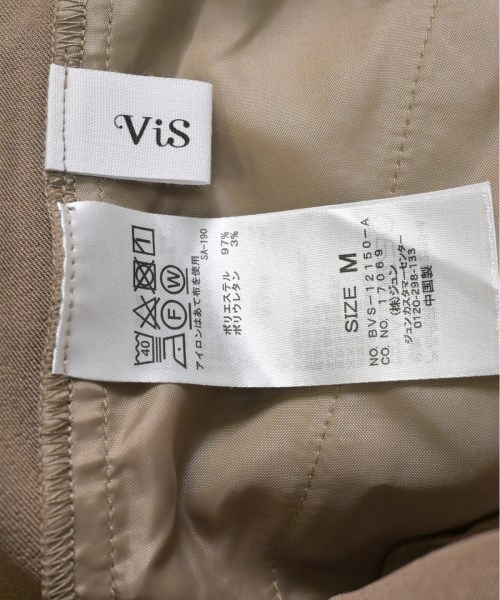 ViS
40
F W
SA-190
アイロンはあて布を使用
ポリエステル 97%
ポリウレタン 3%
SIZE M
NO. BVS-12150-A
CO. NO. 17069
(株)ジュン
ジュンカスタマーセンター
0120-298-133
中国製